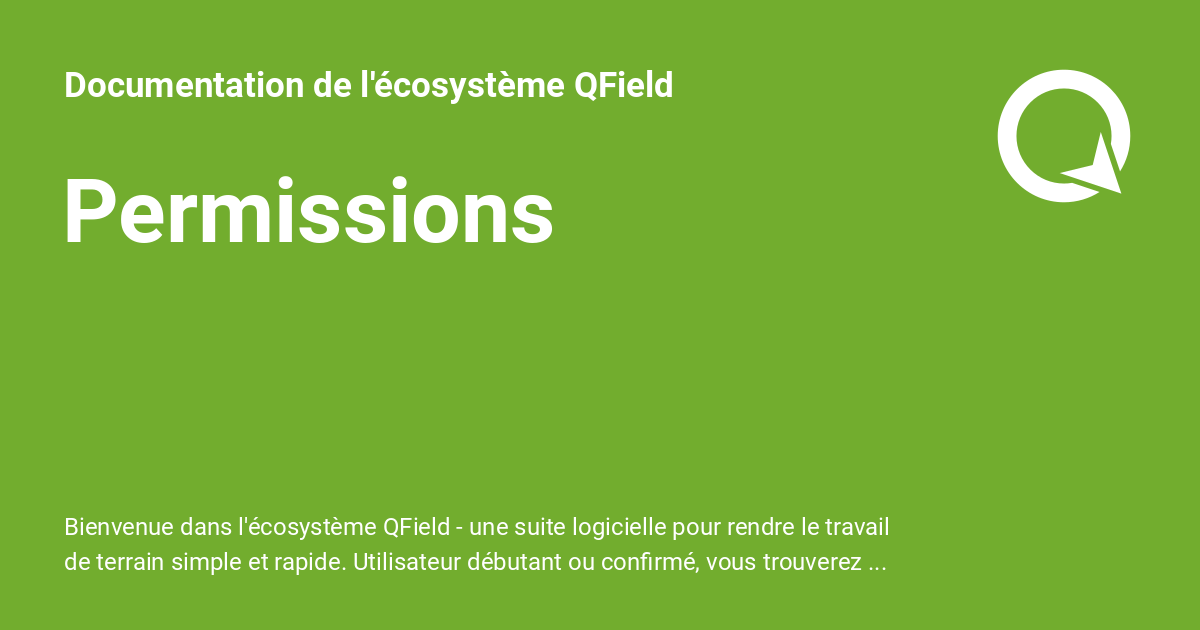 Documentation de l'écosystème QField
Permissions
Bienvenue dans l'écosystème QField - une suite logicielle pour rendre le travail
de terrain simple et rapide. Utilisateur débutant ou confirmé, vous trouverez ...